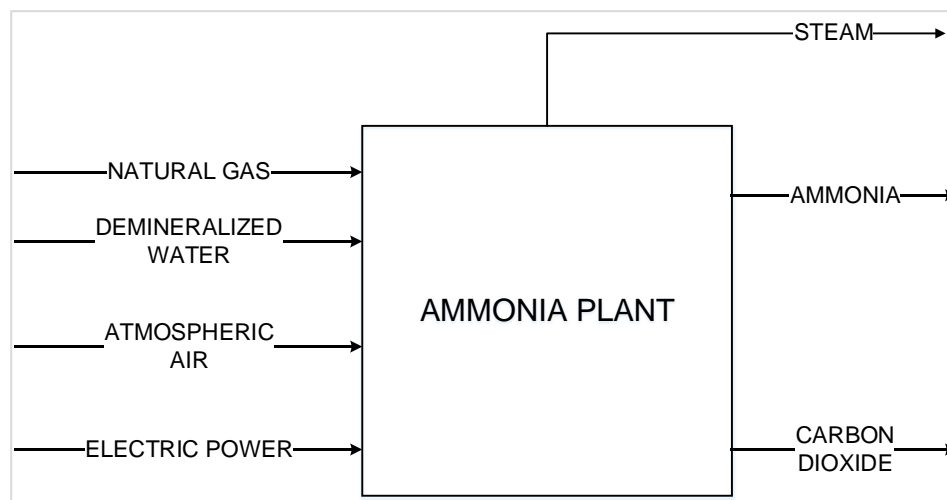 STEAM
NATURAL GAS
DEMINERALIZED
WATER
ATMOSPHERIC
AIR
ELECTRIC POWER
AMMONIA PLANT
AMMONIA
CARBON
DIOXIDE